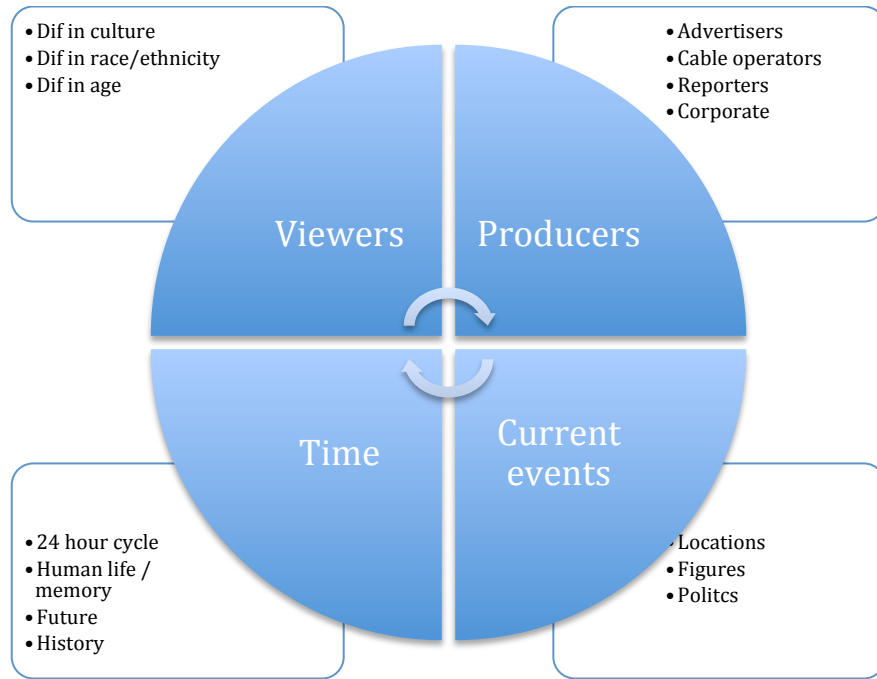 • Dif in culture
• Dif in race/ethnicity
• Dif in age
• Advertisers
• Cable operators
• Reporters
• Corporate
Viewers
Producers
Time
Current
events
• 24 hour cycle
• Human life /
memory
• Future
• History
• Locations
• Figures
• Politcs